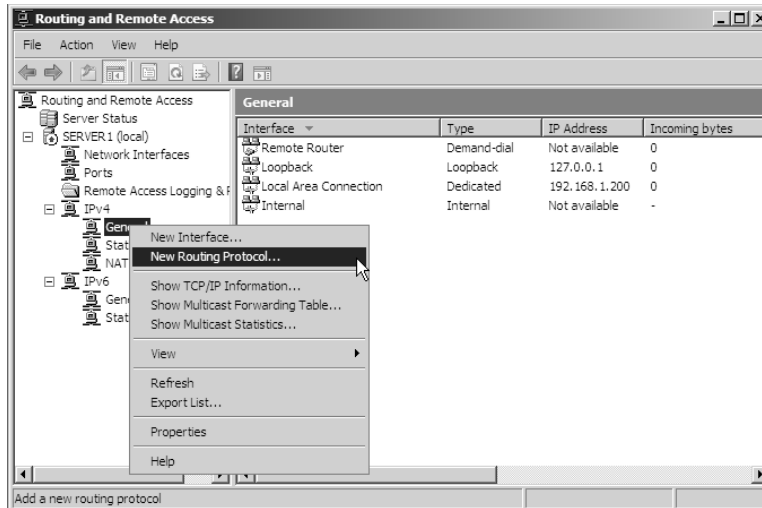 Routing and Remote Access
File Action View Help
Routing and Remote Access
Server Status
SERVER1 (local)
Network Interfaces
Ports
Remote Access Logging &
IPv4
General
Stat
NAT
IPv6
Gen
Stat
General
Interface Type IP Address Incoming bytes
Remote Router Demand-dial Not available 0
Loopback Loopback 127.0.0.1 0
Local Area Connection Dedicated 192.168.1.200 0
Internal Internal Not available -
New Interface...
New Routing Protocol...
Show TCP/IP Information...
Show Multicast Forwarding Table...
Show Multicast Statistics...
View
Refresh
Export List...
Properties
Help
Add a new routing protocol